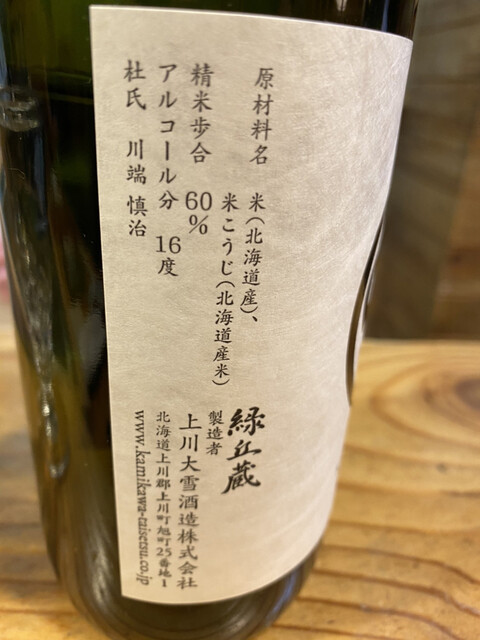 原材料名 米(北海道産)、
米こうじ(北海道産米)
精米歩合 60%
アルコール分 16度
杜氏 川端 慎治
緑丘蔵
製造者
上川大雪酒造株式会社
北海道上川郡上川町旭町25番地1
www.kamikawa-taisetsu.co.jp